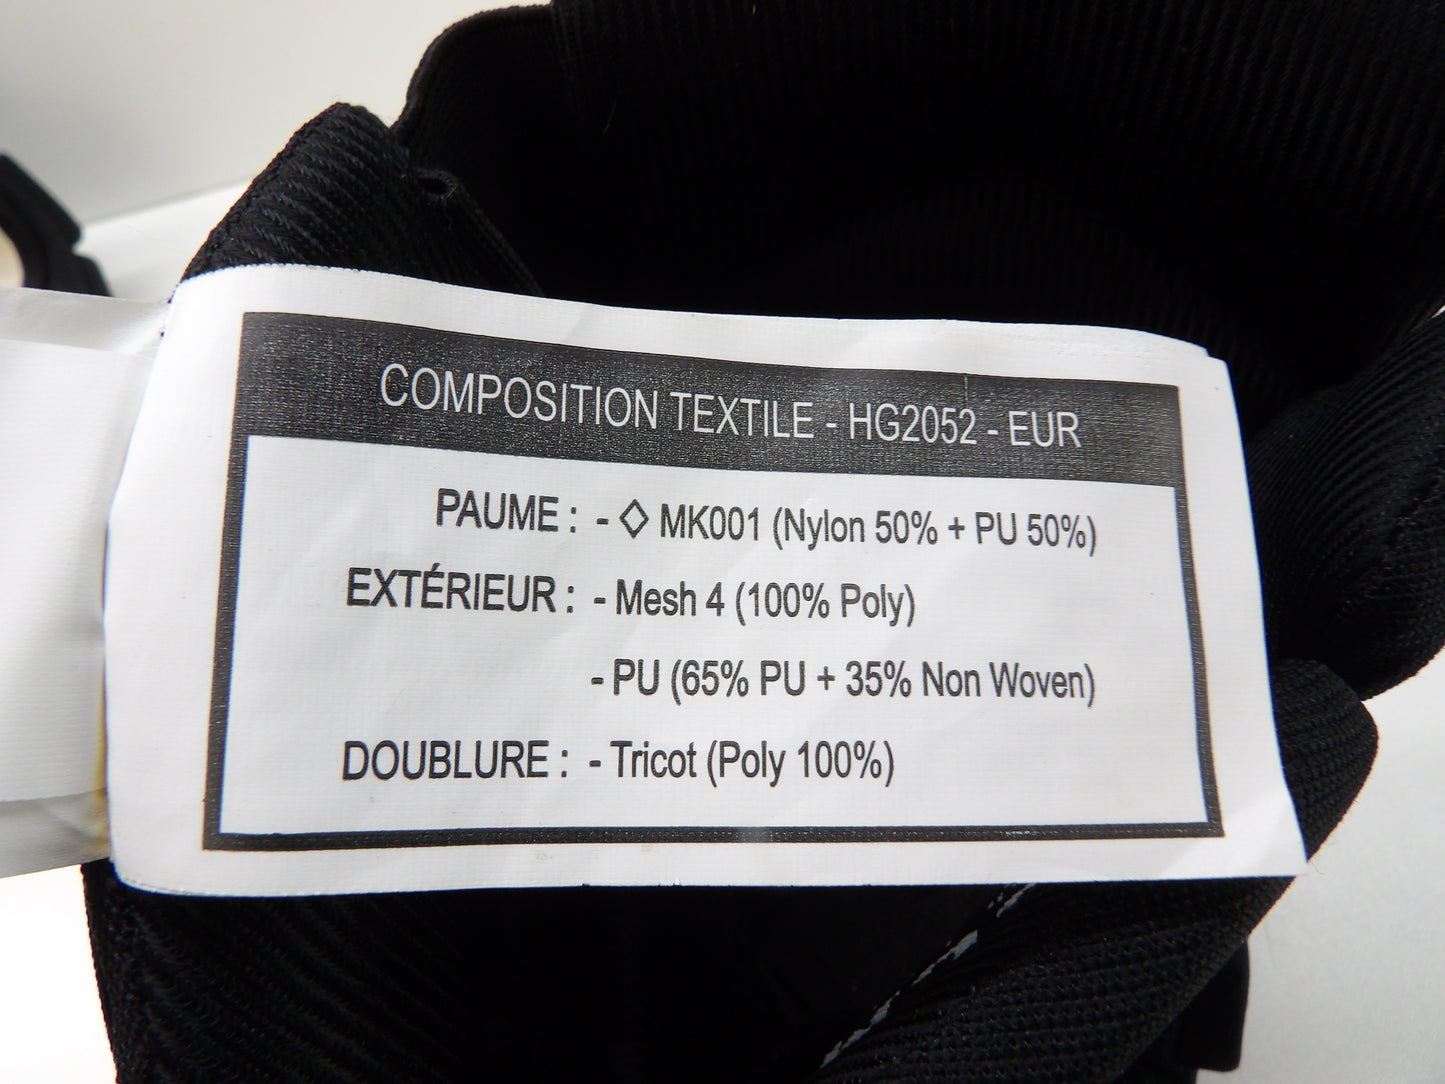 COMPOSITION TEXTILE - HG2052 - EUR
PAUME : - ◇ MK001 (Nylon 50% + PU 50%)
EXTÉRIEUR : - Mesh 4 (100% Poly)
- PU (65% PU + 35% Non Woven)
DOUBLURE : - Tricot (Poly 100%)